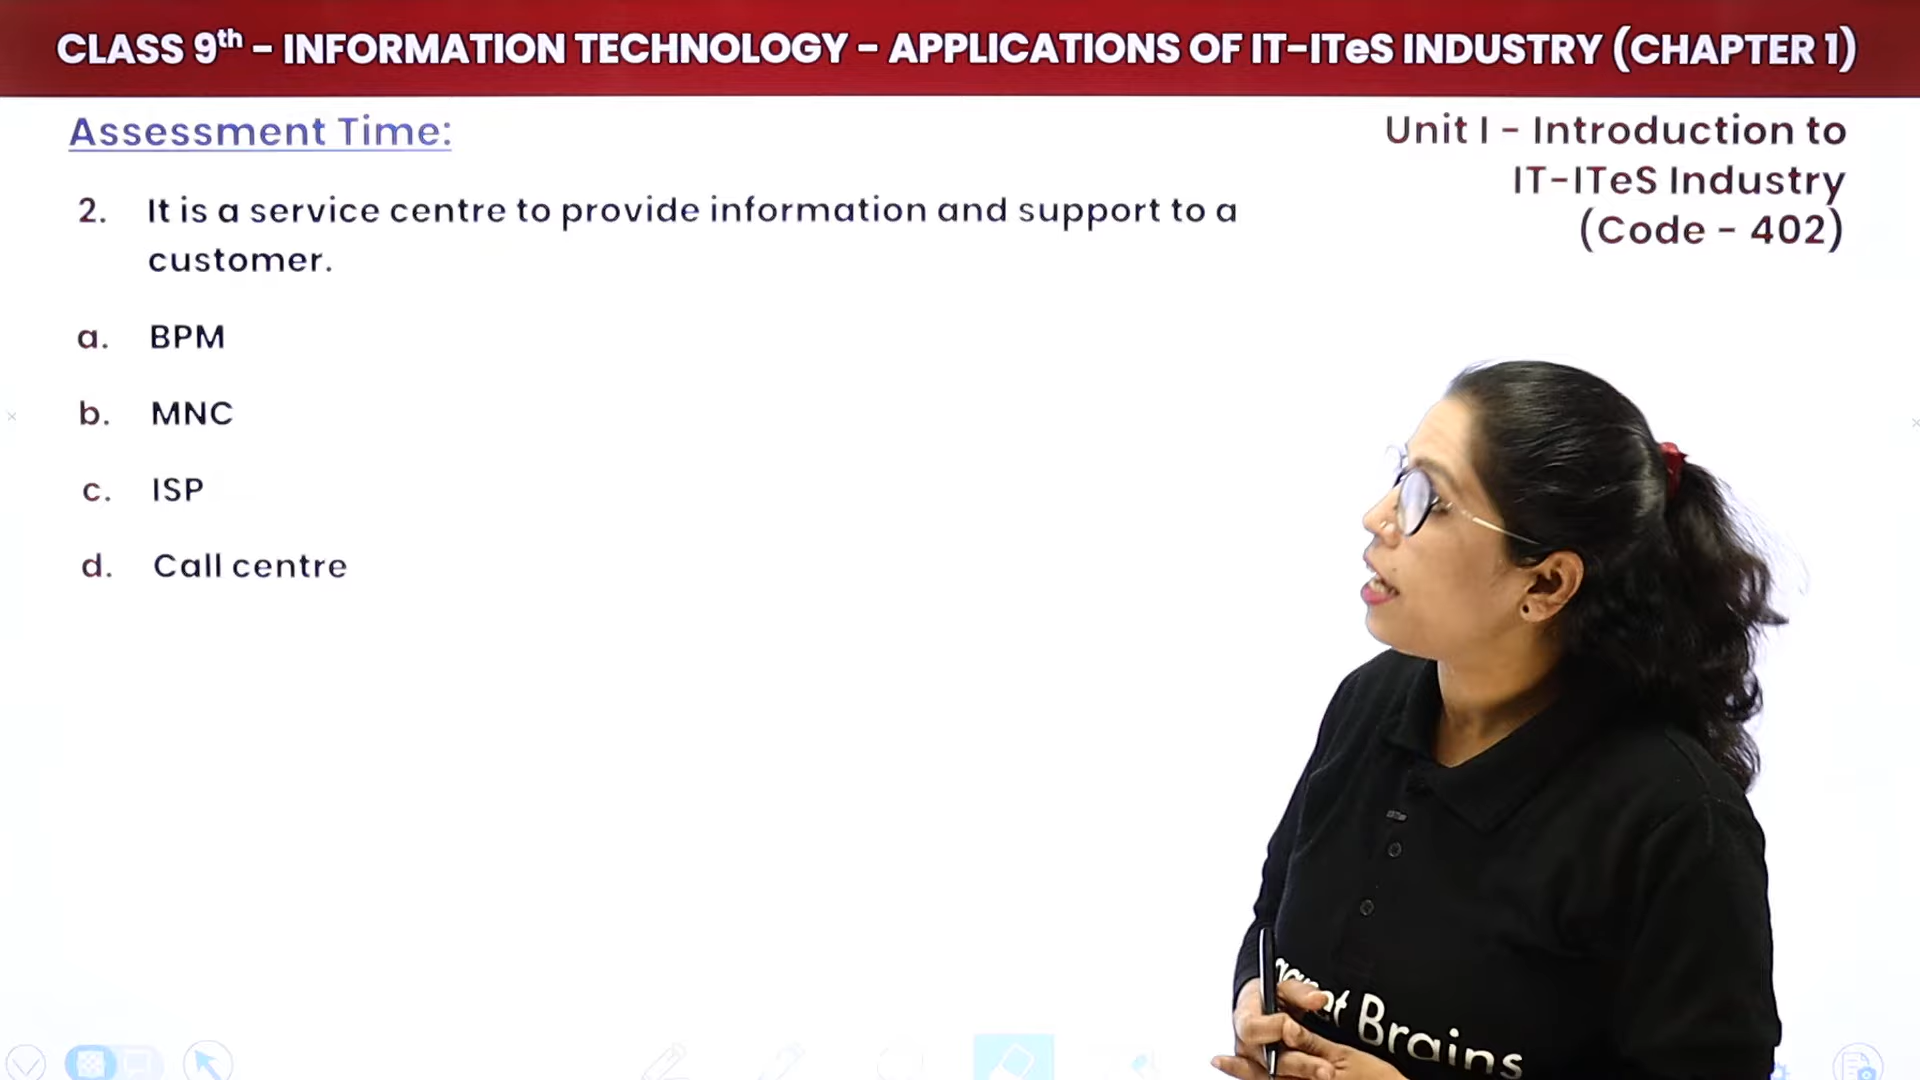 CLASS 9th - INFORMATION TECHNOLOGY - APPLICATIONS OF IT-ITeS INDUSTRY (CHAPTER 1)
Assessment Time:
Unit I - Introduction to
IT-ITeS Industry
(Code - 402)
2. It is a service centre to provide information and support to a
customer.
a. BPM
b. MNC
c. ISP
d. Call centre
Brains